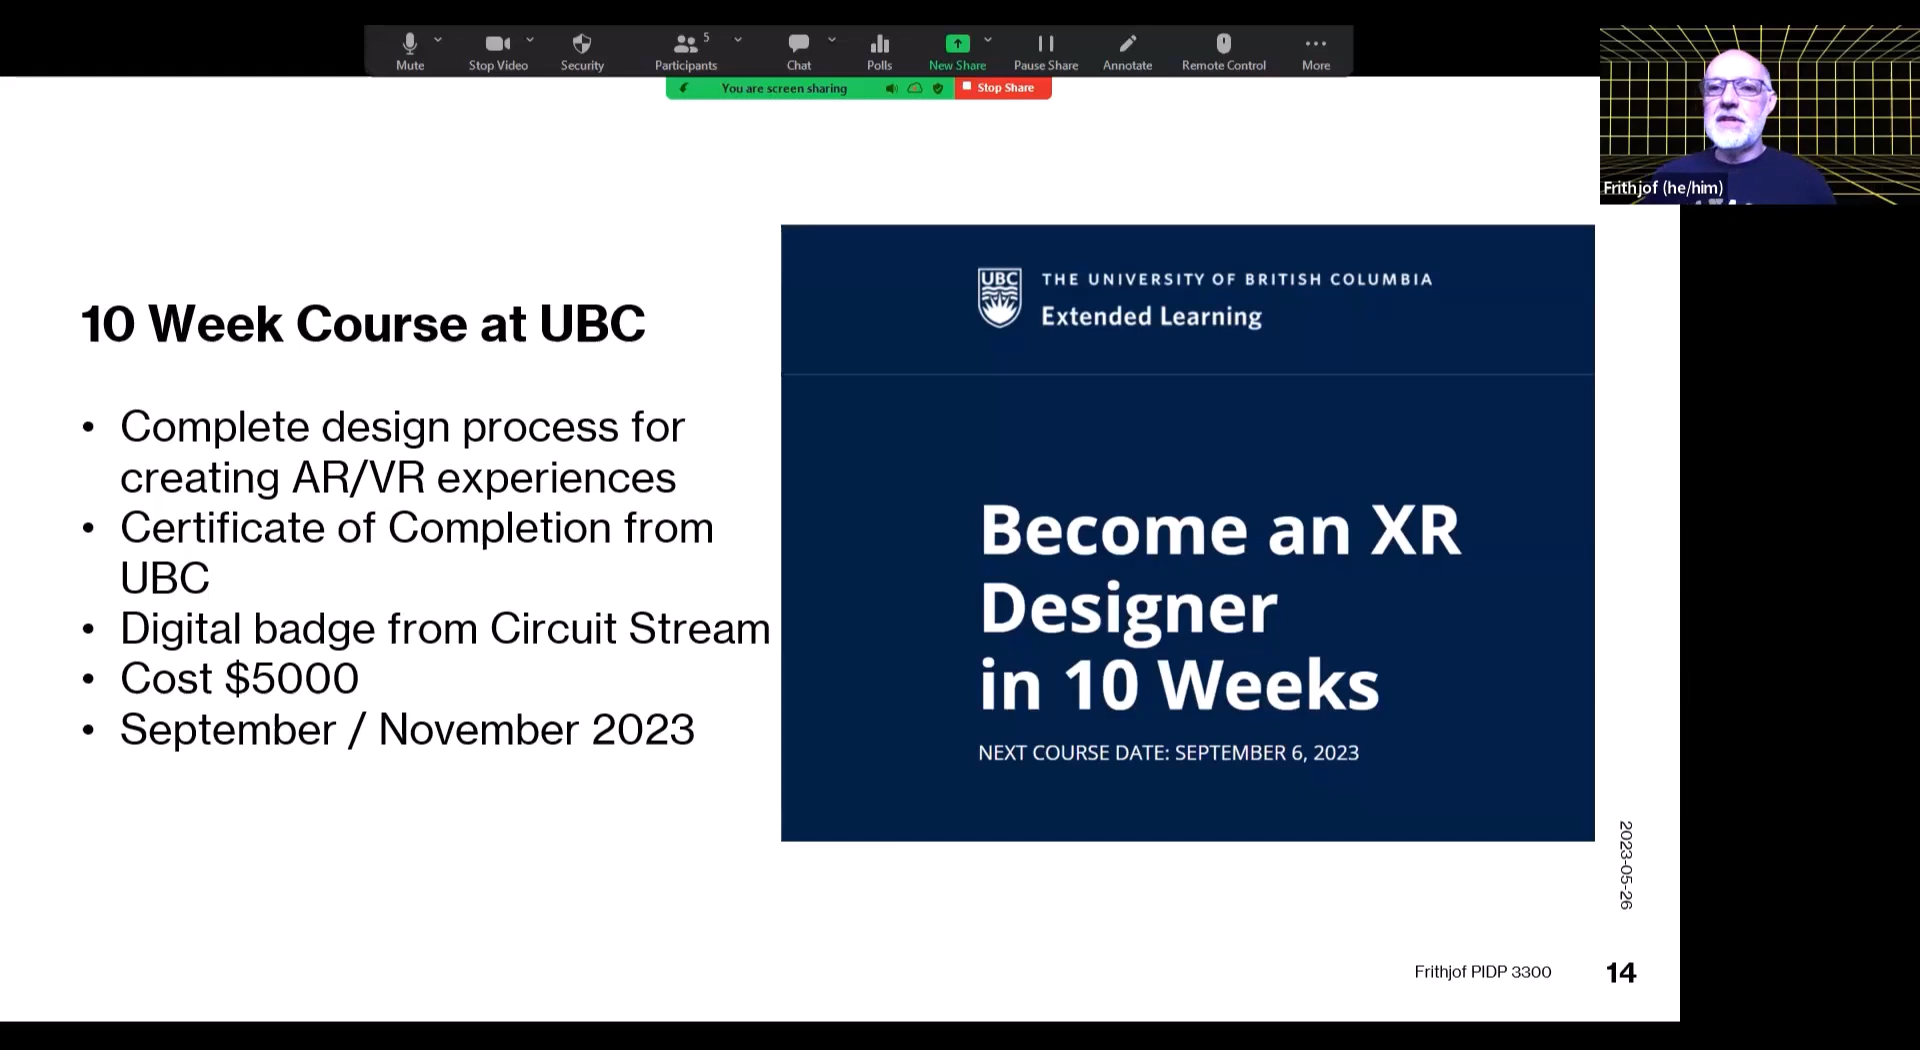 Mute
Stop Video
Security
Participants
5
Chat
Polls
New Share
Pause Share
Annotate
Remote Control
More
You are screen sharing
Stop Share
Frithjof (he/him)
10 Week Course at UBC
• Complete design process for
creating AR/VR experiences
• Certificate of Completion from
UBC
• Digital badge from Circuit Stream
• Cost $5000
• September / November 2023
UBC
THE UNIVERSITY OF BRITISH COLUMBIA
Extended Learning
Become an XR
Designer
in 10 Weeks
NEXT COURSE DATE: SEPTEMBER 6, 2023
2023-05-26
Frithjof PIDP 3300
14